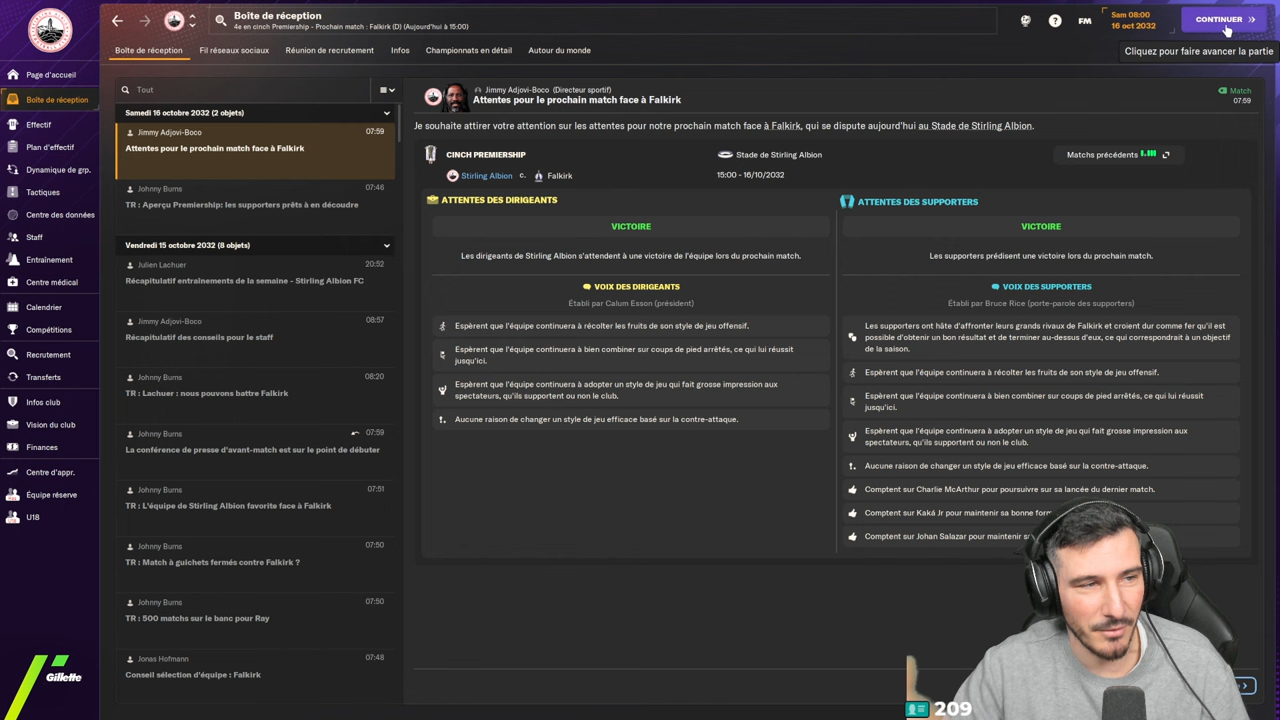 Boîte de réception
4e en cinch Premiership - Prochain match : Falkirk (D) (Aujourd'hui à 15:00)
FM
Sam 08:00
16 oct 2032
CONTINUER
Cliquez pour faire avancer la partie
Boîte de réception
Fil réseaux sociaux
Réunion de recrutement
Infos
Championnats en détail
Autour du monde
Page d'accueil
Boîte de réception
Effectif
Plan d'effectif
Dynamique de grp.
Tactiques
Centre des données
Staff
Entraînement
Centre médical
Calendrier
Compétitions
Recrutement
Transferts
Infos club
Vision du club
Finances
Centre d'appr.
Équipe réserve
U18
Gillette
Tout
Samedi 16 octobre 2032 (2 objets)
Jimmy Adjovi-Boco 07:59
Attentes pour le prochain match face à Falkirk
Johnny Burns 07:46
TR : Aperçu Premiership: les supporters prêts à en découdre
Vendredi 15 octobre 2032 (8 objets)
Julien Lachuer 20:52
Récapitulatif entraînements de la semaine - Stirling Albion FC
Jimmy Adjovi-Boco 08:57
Récapitulatif des conseils pour le staff
Johnny Burns 08:20
TR : Lachuer : nous pouvons battre Falkirk
Johnny Burns 07:59
La conférence de presse d'avant-match est sur le point de débuter
Johnny Burns 07:51
TR : L'équipe de Stirling Albion favorite face à Falkirk
Johnny Burns 07:50
TR : Match à guichets fermés contre Falkirk ?
Johnny Burns 07:50
TR : 500 matchs sur le banc pour Ray
Jonas Hofmann 07:48
Conseil sélection d'équipe : Falkirk
Jimmy Adjovi-Boco (Directeur sportif)
Attentes pour le prochain match face à Falkirk
Match
07:59
Je souhaite attirer votre attention sur les attentes pour notre prochain match face à Falkirk, qui se dispute aujourd'hui au Stade de Stirling Albion.
CINCH PREMIERSHIP
Stirling Albion c. Falkirk
Stade de Stirling Albion
15:00 - 16/10/2032
Matchs précédents
ATTENTES DES DIRIGEANTS
VICTOIRE
Les dirigeants de Stirling Albion s'attendent à une victoire de l'équipe lors du prochain match.
VOIX DES DIRIGEANTS
Établi par Calum Esson (président)
Espèrent que l'équipe continuera à récolter les fruits de son style de jeu offensif.
Espèrent que l'équipe continuera à bien combiner sur coups de pied arrêtés, ce qui lui réussit
jusqu'ici.
Espèrent que l'équipe continuera à adopter un style de jeu qui fait grosse impression aux
spectateurs, qu'ils supportent ou non le club.
Aucune raison de changer un style de jeu efficace basé sur la contre-attaque.
ATTENTES DES SUPPORTERS
VICTOIRE
Les supporters prédisent une victoire lors du prochain match.
VOIX DES SUPPORTERS
Établi par Bruce Rice (porte-parole des supporters)
Les supporters ont hâte d'affronter leurs grands rivaux de Falkirk et croient dur comme fer qu'il est
possible d'obtenir un bon résultat et de terminer au-dessus d'eux, ce qui correspondrait à un objectif
de la saison.
Espèrent que l'équipe continuera à récolter les fruits de son style de jeu offensif.
Espèrent que l'équipe continuera à bien combiner sur coups de pied arrêtés, ce qui lui réussit
jusqu'ici.
Espèrent que l'équipe continuera à adopter un style de jeu qui fait grosse impression aux
spectateurs, qu'ils supportent ou non le club.
Aucune raison de changer un style de jeu efficace basé sur la contre-attaque.
Comptent sur Charlie McArthur pour poursuivre sur sa lancée du dernier match.
Comptent sur Kaká Jr pour maintenir sa bonne
Comptent sur Johan Salazar pour maintenir
209